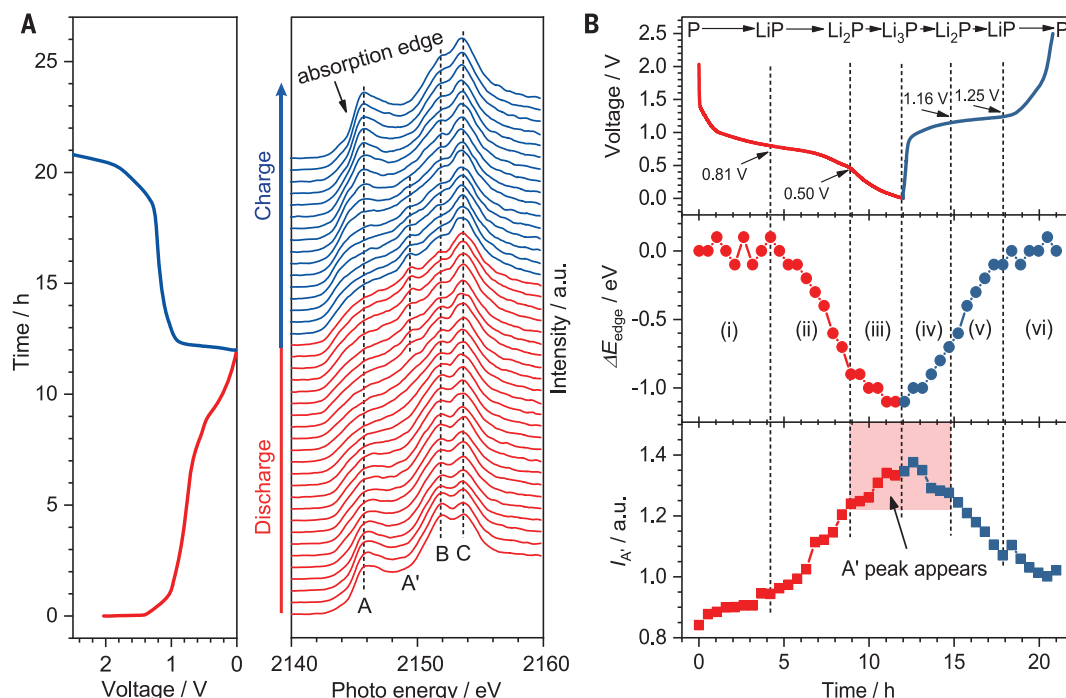 A
Time / h
25
20
15
10
5
0
2
1
0
Voltage / V
Charge
Discharge
absorption edge
A
A'
B
C
2140
2150
2160
Photo energy / eV
Intensity / a.u.
B
P → LiP → Li₂P → Li₃P → Li₂P → LiP → P
Voltage / V
2.5
2.0
1.5
1.0
0.5
0.0
0.81 V
0.50 V
1.16 V
1.25 V
ΔE_edge / eV
0.0
-0.5
-1.0
(i)
(ii)
(iii)
(iv)
(v)
(vi)
I_A' / a.u.
1.4
1.2
1.0
0.8
A' peak appears
0
5
10
15
20
Time / h